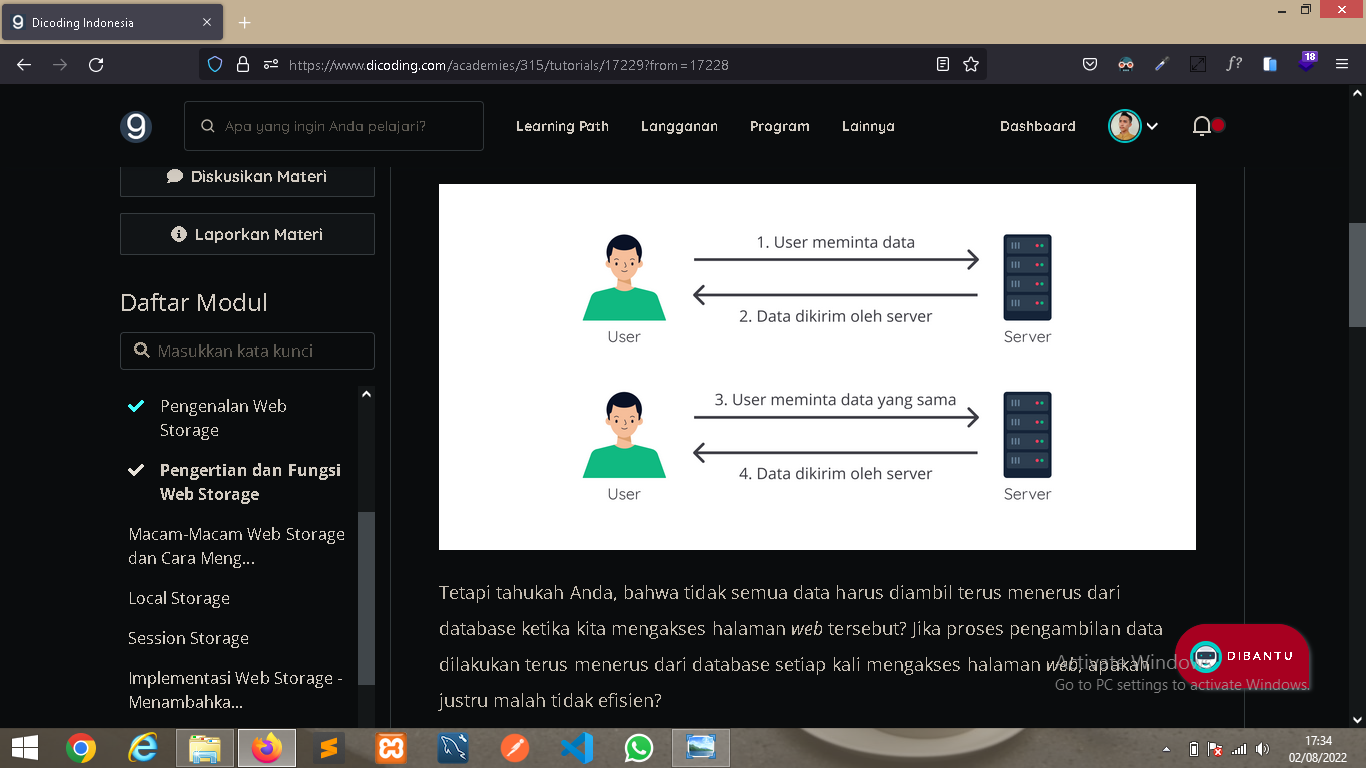 Dicoding Indonesia
https://www.dicoding.com/academies/315/tutorials/17229?from=17228
18
Apa yang ingin Anda pelajari?
Learning Path
Langganan
Program
Lainnya
Dashboard
Diskusikan Materi
Laporkan Materi
Daftar Modul
Masukkan kata kunci
Pengenalan Web
Storage
Pengertian dan Fungsi
Web Storage
Macam-Macam Web Storage
dan Cara Meng...
Local Storage
Session Storage
Implementasi Web Storage -
Menambahka...
1. User meminta data
2. Data dikirim oleh server
User
Server
3. User meminta data yang sama
4. Data dikirim oleh server
User
Server
Tetapi tahukah Anda, bahwa tidak semua data harus diambil terus menerus dari
database ketika kita mengakses halaman web tersebut? Jika proses pengambilan data
dilakukan terus menerus dari database setiap kali mengakses halaman web, apakah
justru malah tidak efisien?
DIBANTU
Activate Windows
Go to PC settings to activate Windows.
17:34
02/08/2022